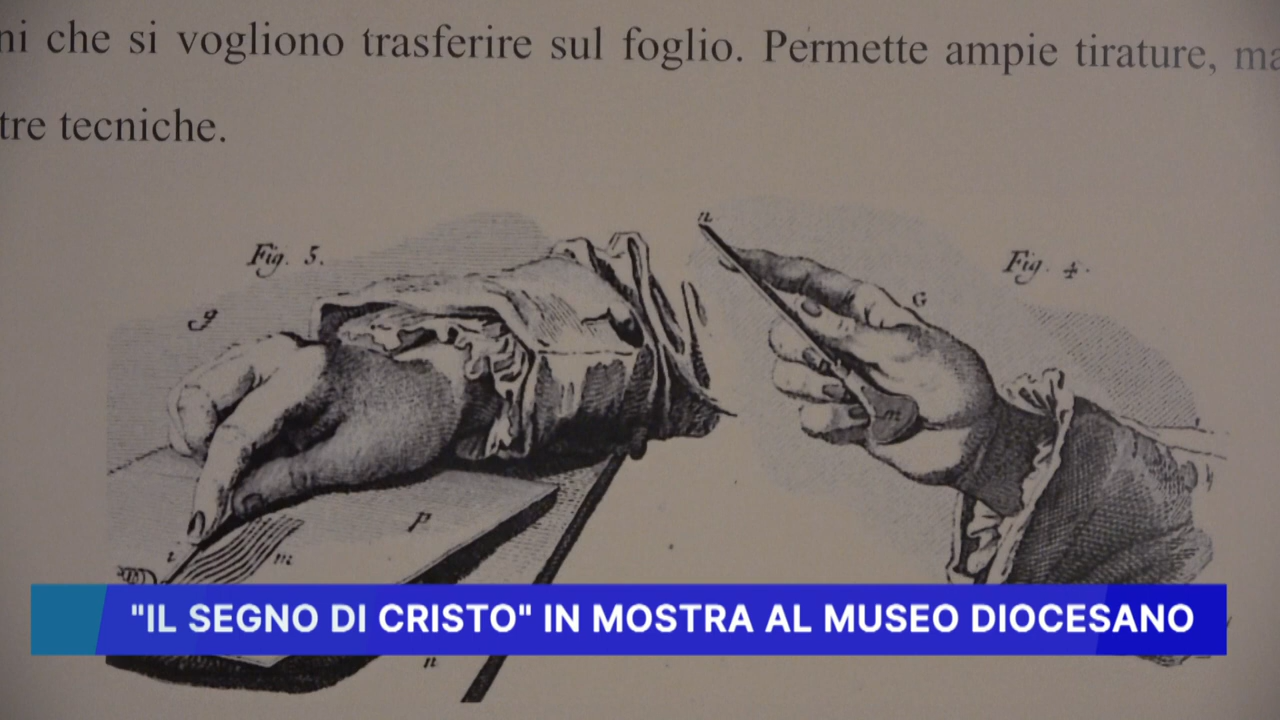 ni che si vogliono trasferire sul foglio. Permette ampie tirature, ma
tre tecniche.
Fig. 5.
Fig. 4.
n
g
G
m
p
i
m
"IL SEGNO DI CRISTO" IN MOSTRA AL MUSEO DIOCESANO
n